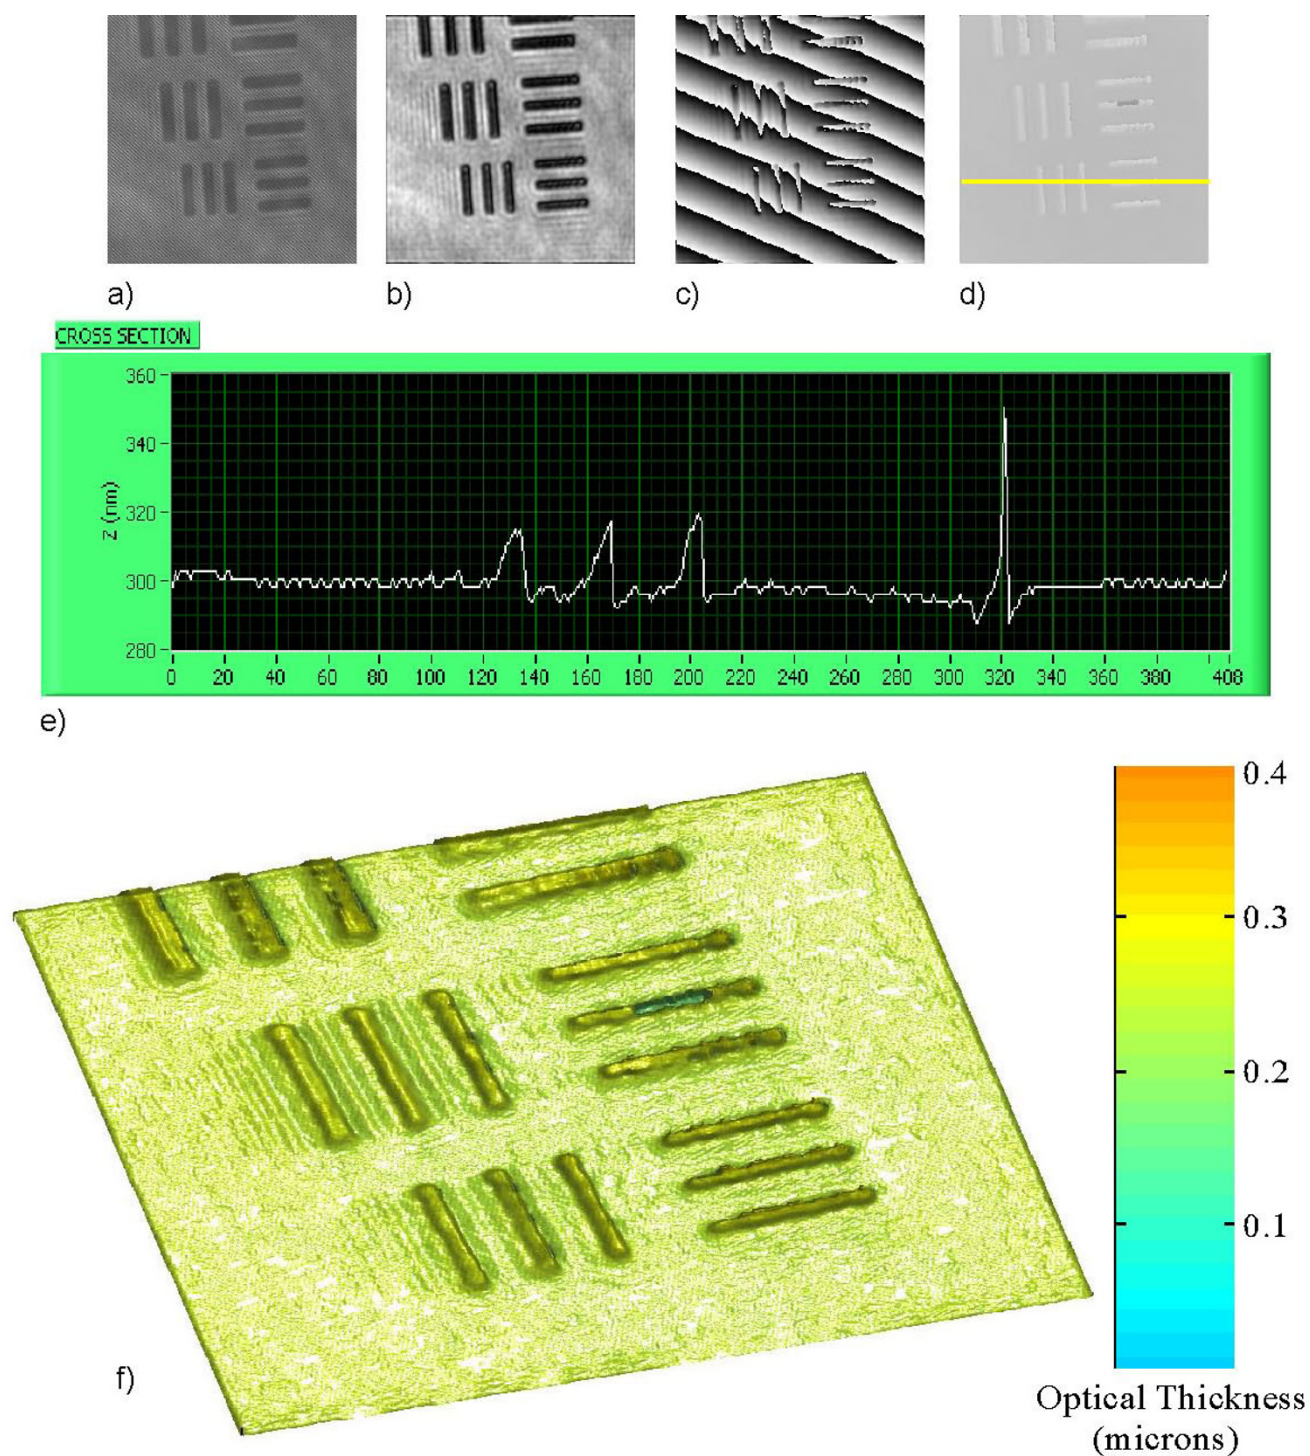 a)
b)
c)
d)
CROSS SECTION
360
340
320
300
280
z (nm)
0 20 40 60 80 100 120 140 160 180 200 220 240 260 280 300 320 340 360 380 408
e)
0.4
0.3
0.2
0.1
f)
Optical Thickness
(microns)